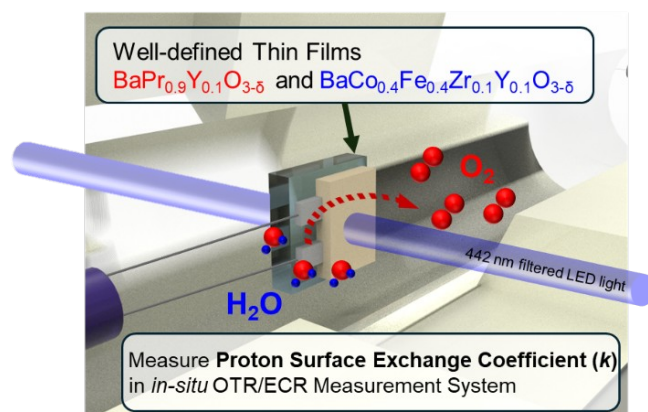 Well-defined Thin Films
BaPr₀.₉Y₀.₁O₃₋δ and BaCo₀.₄Fe₀.₄Zr₀.₁Y₀.₁O₃₋δ
O₂
442 nm filtered LED light
H₂O
Measure Proton Surface Exchange Coefficient (k)
in in-situ OTR/ECR Measurement System